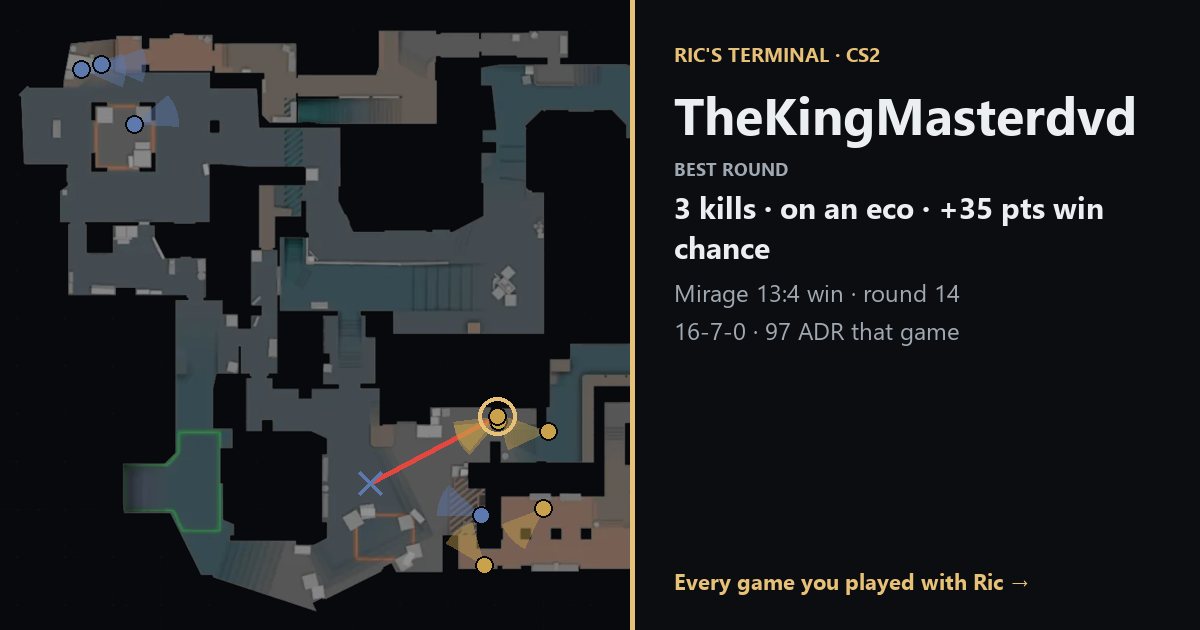 RIC'S TERMINAL · CS2
TheKingMasterdvd
BEST ROUND
3 kills · on an eco · +35 pts win
chance
Mirage 13:4 win · round 14
16-7-0 · 97 ADR that game
Every game you played with Ric →